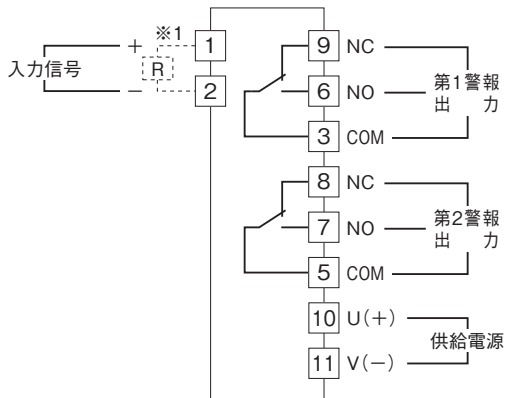 ※1
入力信号
+
R
−
1
2
9 NC
6 NO
3 COM
第1警報
出 力
8 NC
7 NO
5 COM
第2警報
出 力
10 U(+)
11 V(−)
供給電源